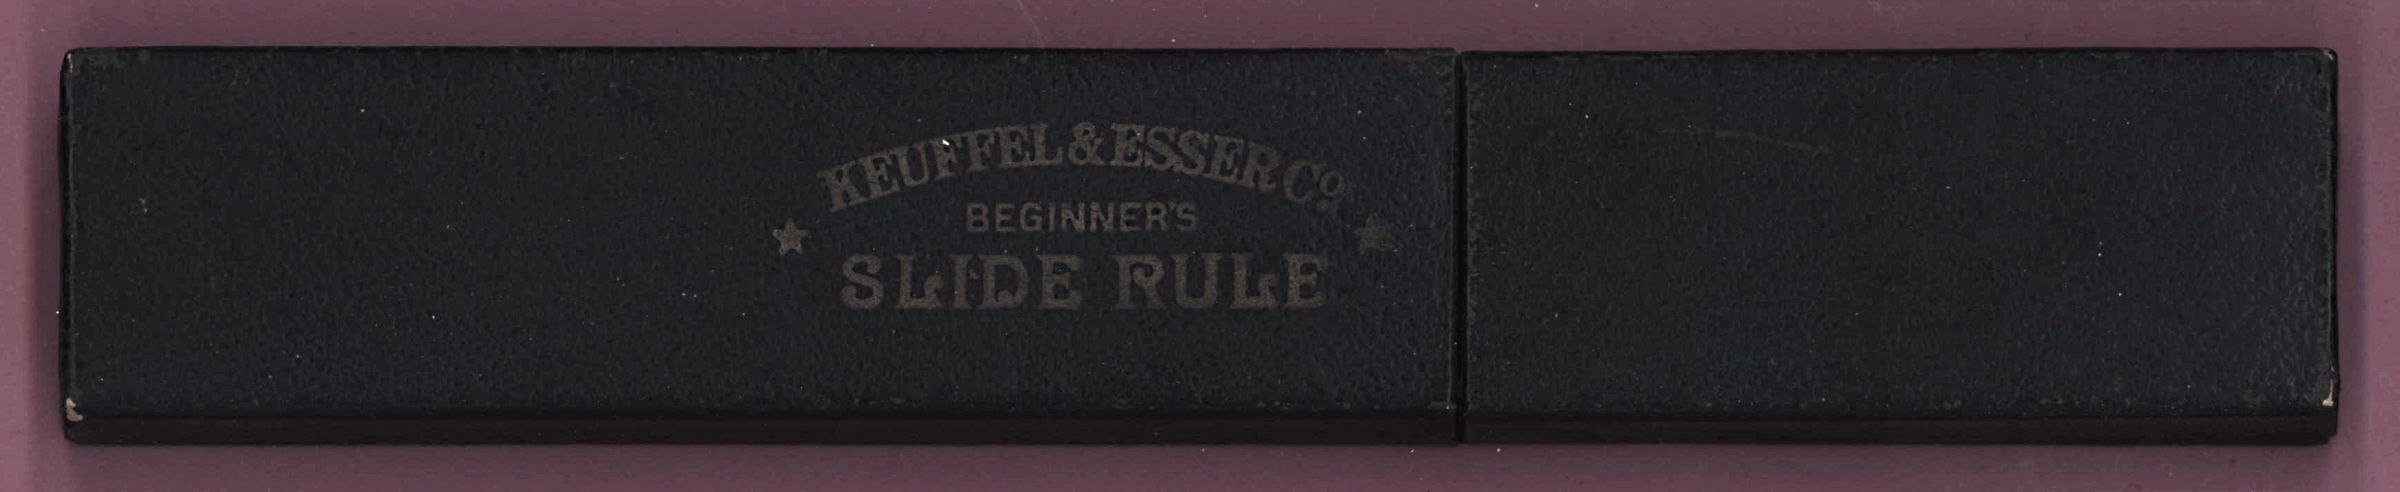 KEUFFEL & ESSER Co
BEGINNER'S
★ ★
SLIDE RULE